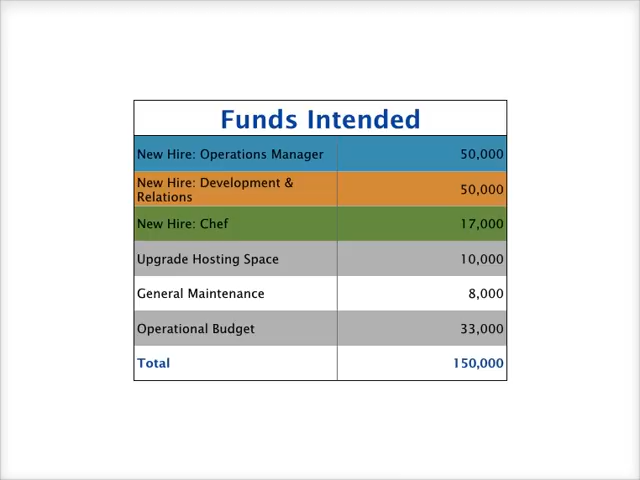 Funds Intended
New Hire: Operations Manager 50,000
New Hire: Development &
Relations 50,000
New Hire: Chef 17,000
Upgrade Hosting Space 10,000
General Maintenance 8,000
Operational Budget 33,000
Total 150,000